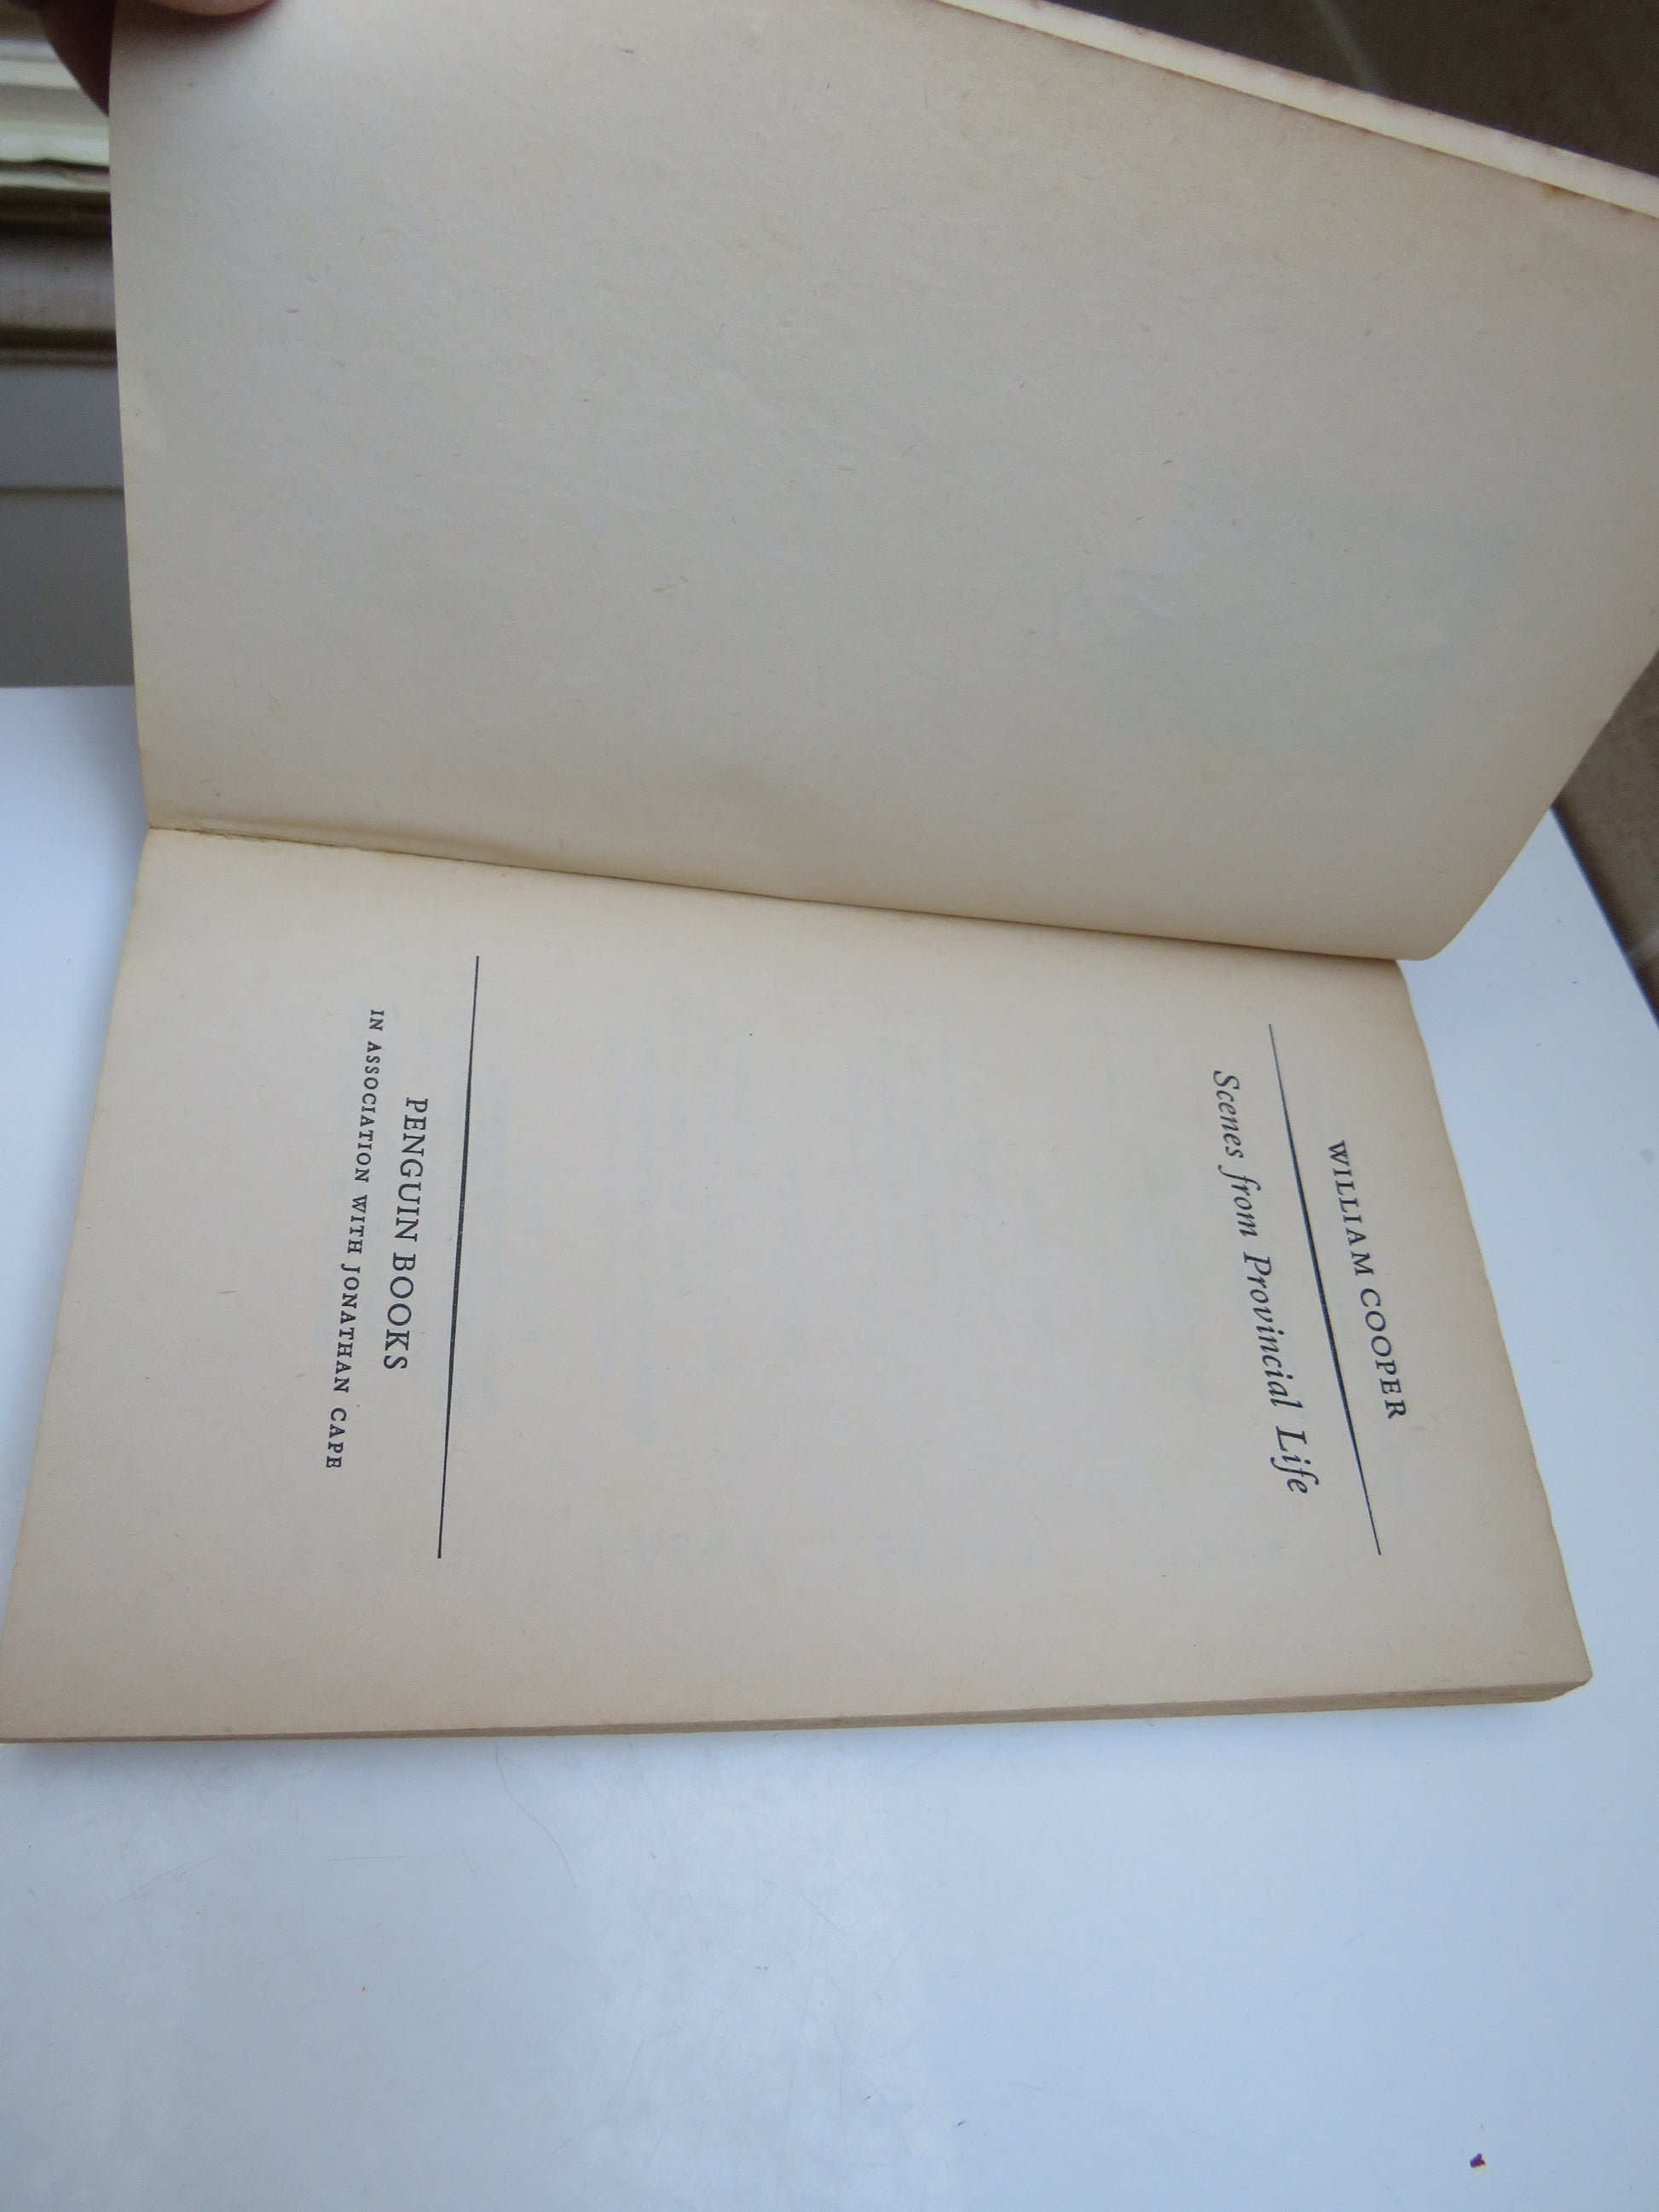 WILLIAM COOPER
Scenes from Provincial Life
PENGUIN BOOKS
IN ASSOCIATION WITH JONATHAN CAPE